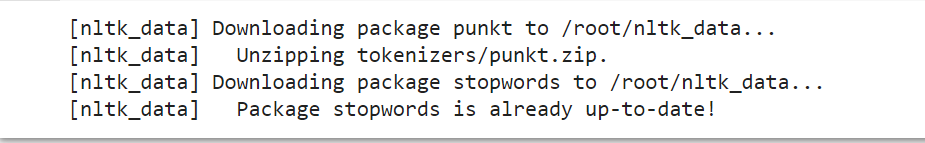 [nltk_data] Downloading package punkt to /root/nltk_data...
[nltk_data]   Unzipping tokenizers/punkt.zip.
[nltk_data] Downloading package stopwords to /root/nltk_data...
[nltk_data]   Package stopwords is already up-to-date!